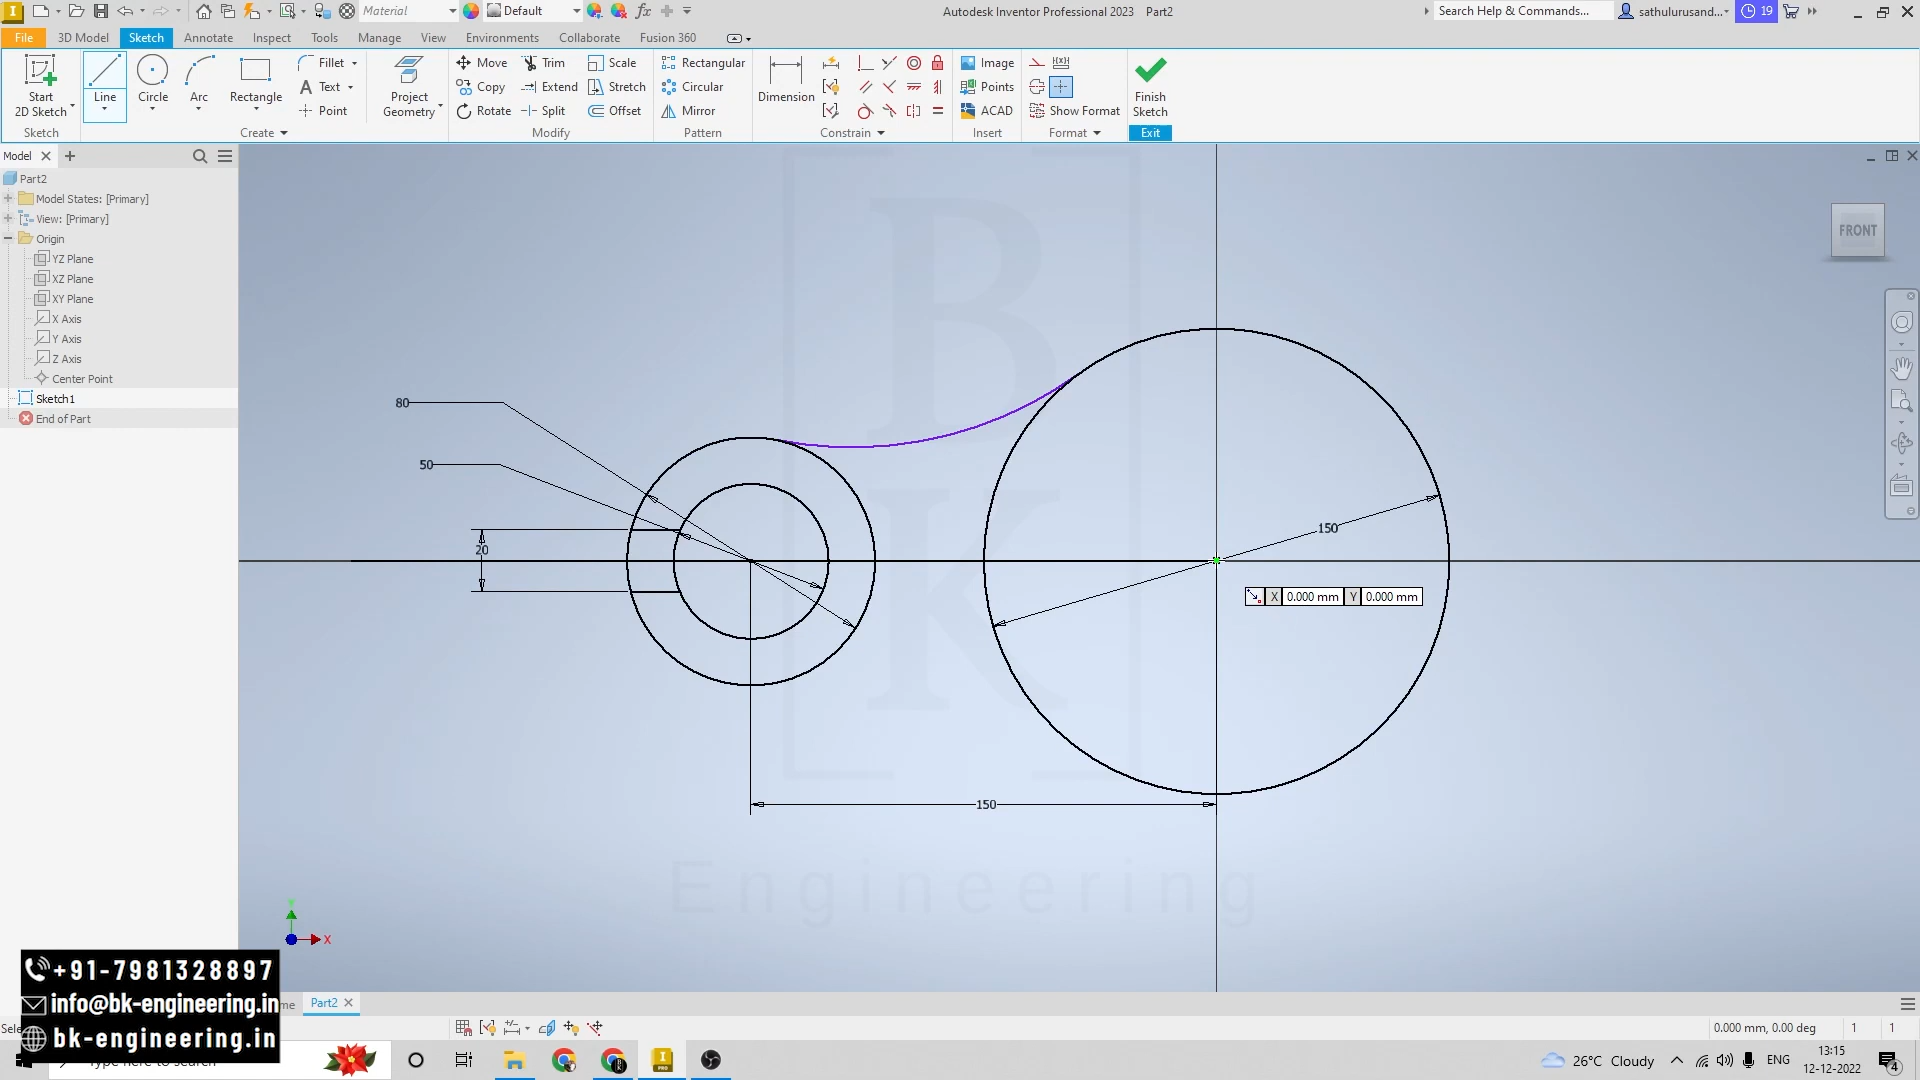 Material
Default
Autodesk Inventor Professional 2023 Part2
Search Help & Commands...
sathulurusand...
19
File
3D Model
Sketch
Annotate
Inspect
Tools
Manage
View
Environments
Collaborate
Fusion 360
Start
2D Sketch
Line
Circle
Arc
Rectangle
Fillet
Text
Point
Project
Geometry
Move
Copy
Rotate
Trim
Extend
Split
Scale
Stretch
Offset
Rectangular
Circular
Mirror
Dimension
Image
Points
ACAD
Show Format
Finish
Sketch
Sketch
Create
Modify
Pattern
Constrain
Insert
Format
Exit
Model
Part2
Model States: [Primary]
View: [Primary]
Origin
YZ Plane
XZ Plane
XY Plane
X Axis
Y Axis
Z Axis
Center Point
Sketch1
End of Part
FRONT
B
K
Engineering
80
50
20
150
150
X 0.000 mm Y 0.000 mm
X
+91-7981328897
info@bk-engineering.in
bk-engineering.in
Part2
0.000 mm, 0.00 deg 1 1
Type here to search
26°C Cloudy
ENG
13:15
12-12-2022
4